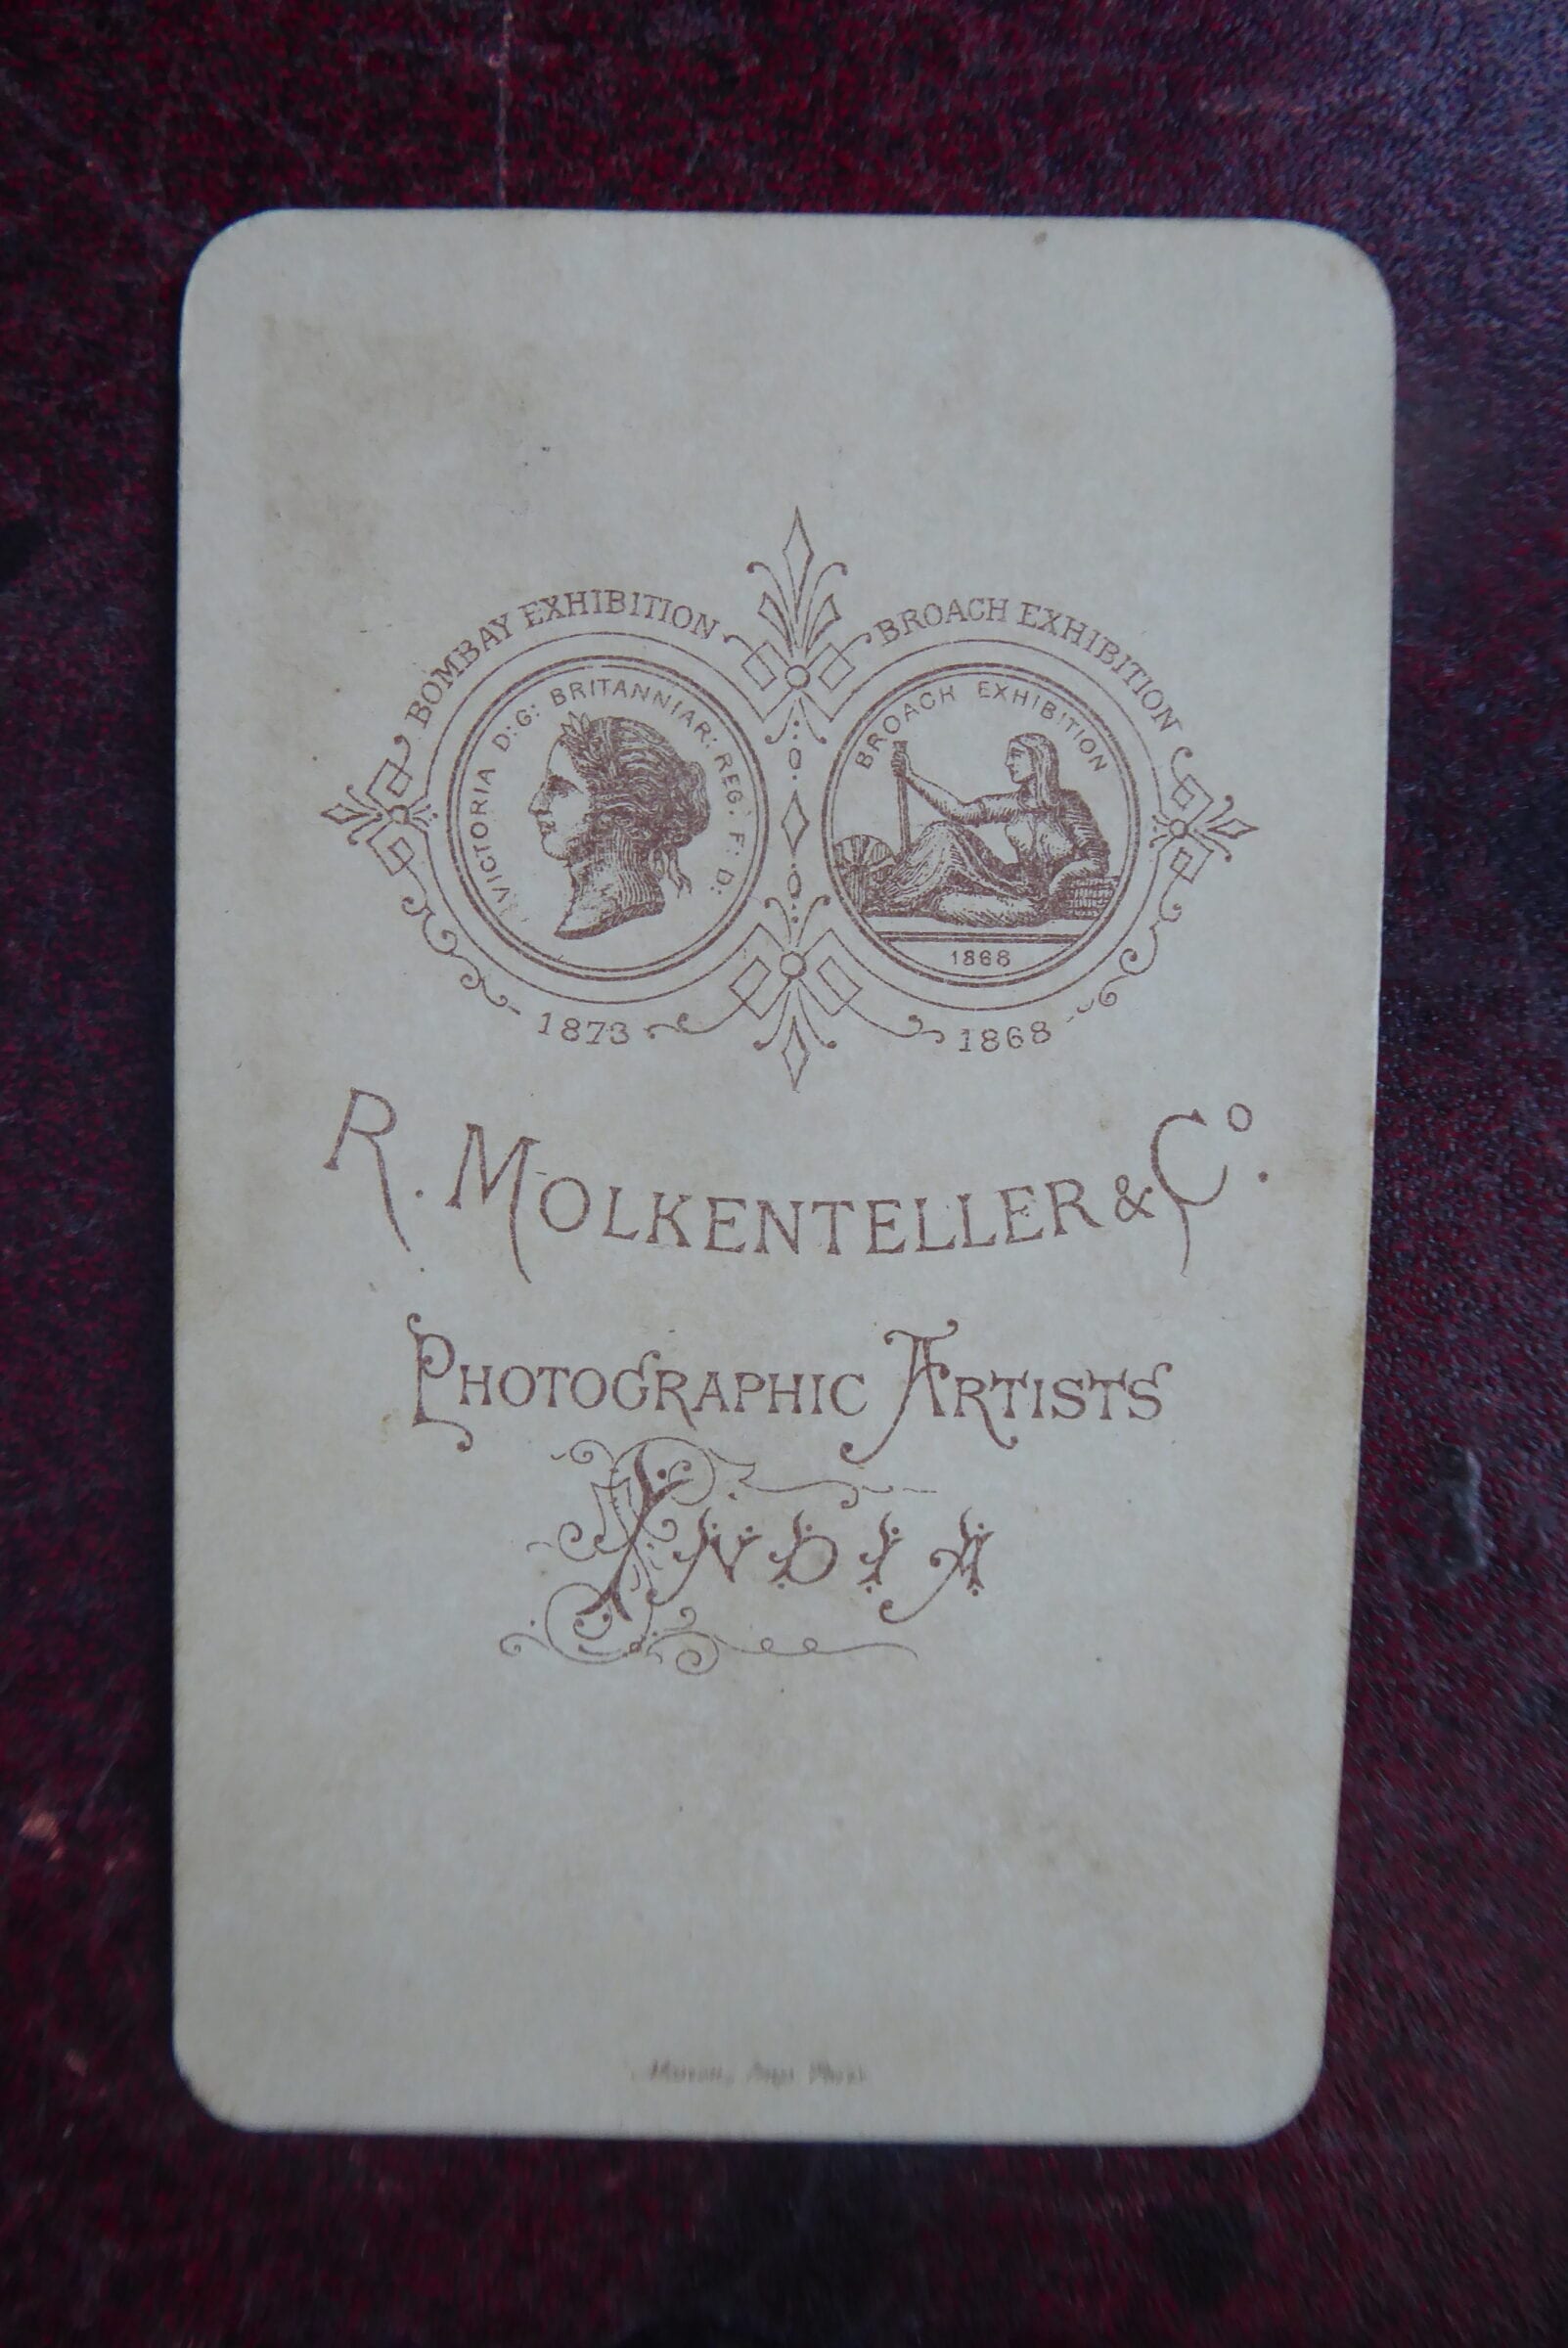 BOMBAY EXHIBITION
BROACH EXHIBITION
VICTORIA D:G: BRITANNIAR: REG: F: D:
BROACH EXHIBITION
1868
1873
1868
R. MOLKENTELLER & Co.
PHOTOGRAPHIC ARTISTS
INDIA